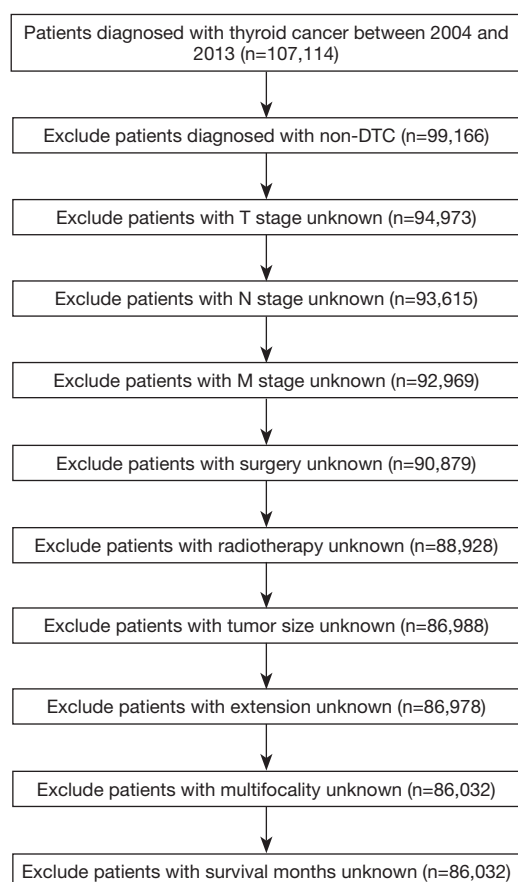 Patients diagnosed with thyroid cancer between 2004 and
2013 (n=107,114)
Exclude patients diagnosed with non-DTC (n=99,166)
Exclude patients with T stage unknown (n=94,973)
Exclude patients with N stage unknown (n=93,615)
Exclude patients with M stage unknown (n=92,969)
Exclude patients with surgery unknown (n=90,879)
Exclude patients with radiotherapy unknown (n=88,928)
Exclude patients with tumor size unknown (n=86,988)
Exclude patients with extension unknown (n=86,978)
Exclude patients with multifocality unknown (n=86,032)
Exclude patients with survival months unknown (n=86,032)